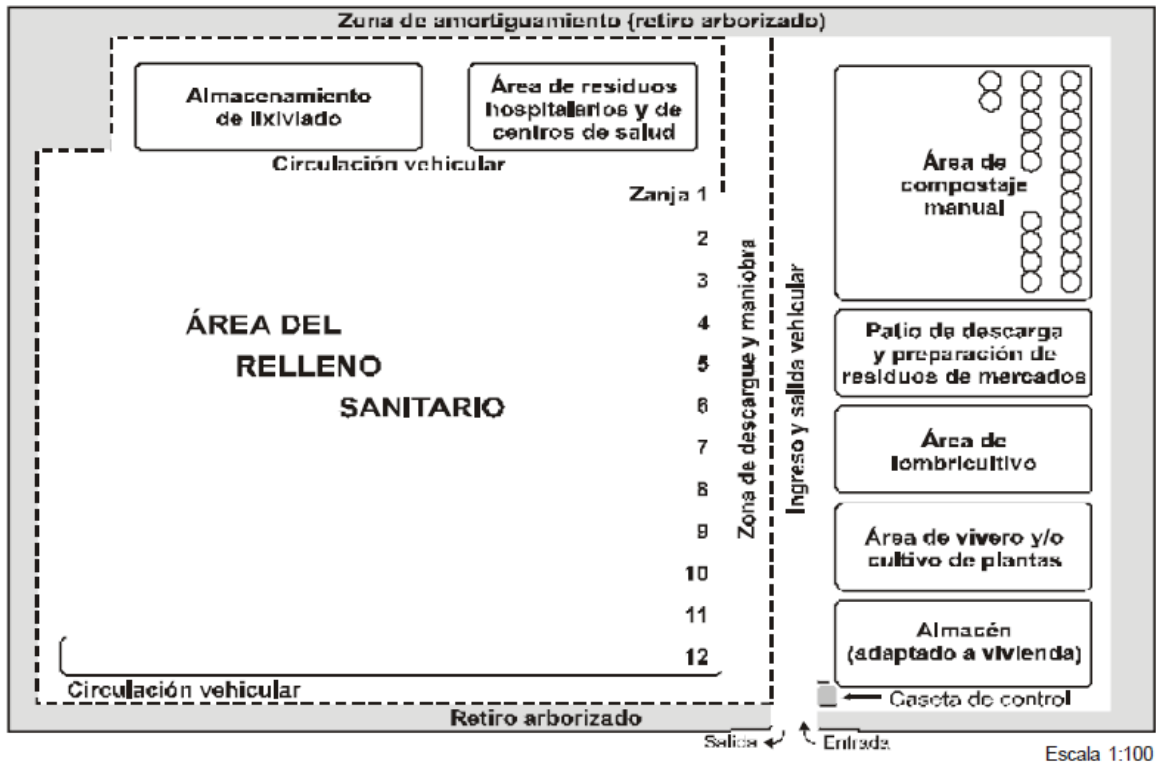 Zona de amortiguamiento (retiro arborizado)
Almacenamiento
de lixiviado
Área de residuos
hospitalarios y de
centros de salud
Circulación vehicular
Zanja 1
2
3
4
5
6
7
8
9
10
11
12
ÁREA DEL
RELLENO
SANITARIO
Circulación vehicular
Retiro arborizado
Zona de descargue y maniobra
Ingreso y salida vehicular
Área de
compostaje
manual
Patio de descarga
y preparación de
residuos de mercados
Área de
lombricultivo
Área de vivero y/o
cultivo de plantas
Almacén
(adaptado a vivienda)
Caseta de control
Salida
Entrada
Escala 1:100